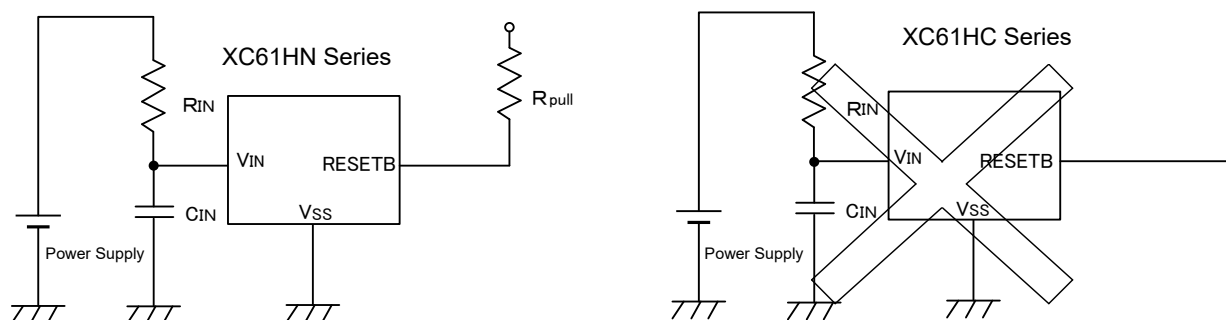 XC61HN Series
RIN
Rpull
VIN
RESETB
CIN
VSS
Power Supply
XC61HC Series
RIN
VIN
RESETB
CIN
VSS
Power Supply